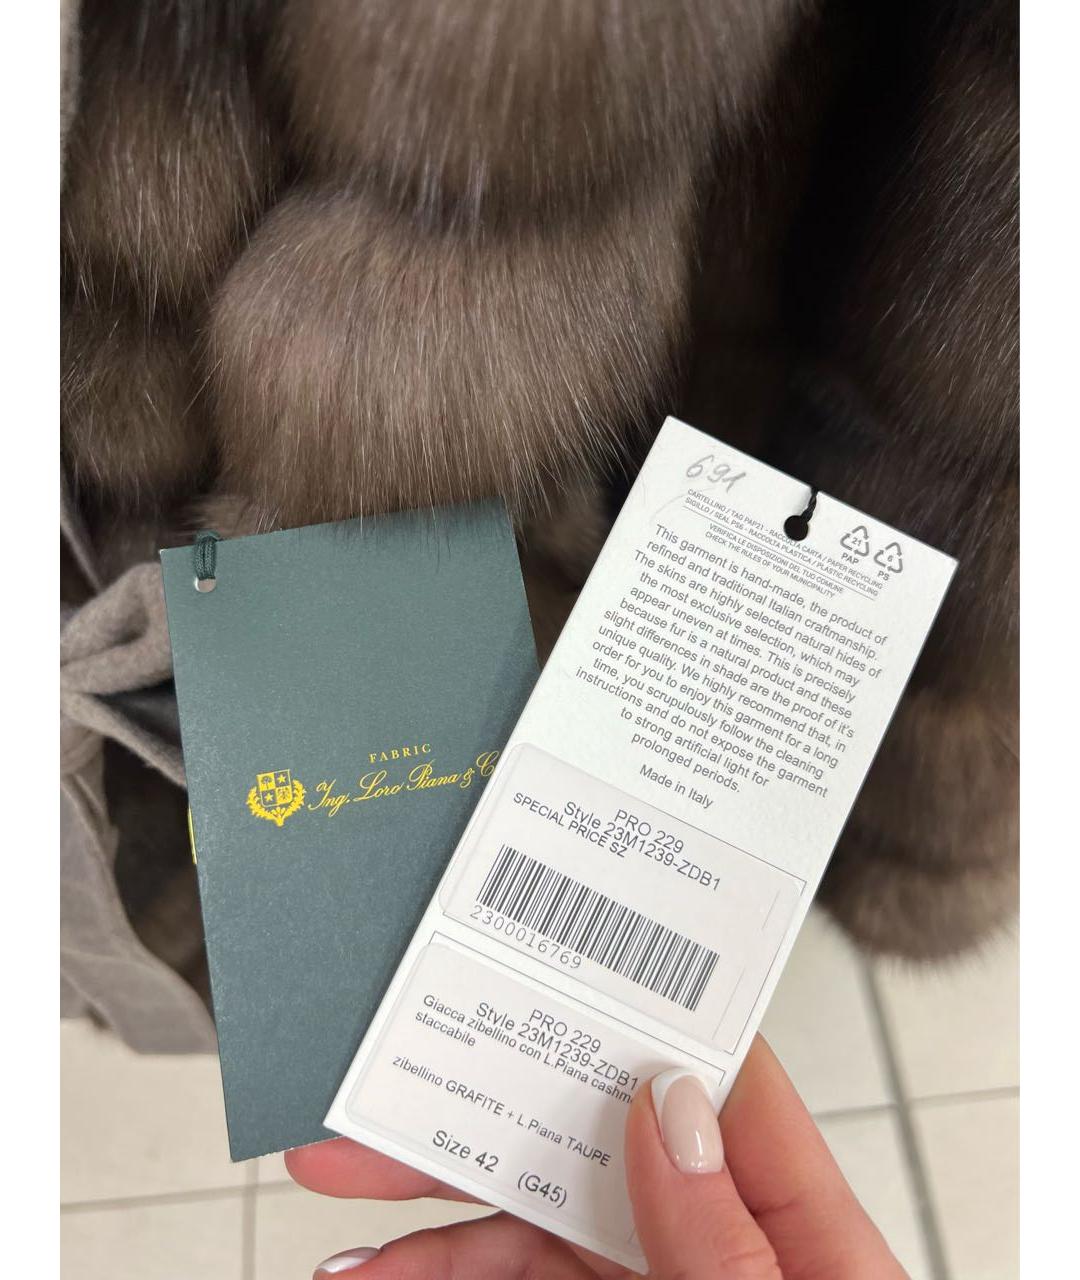 691
CARTELLINO / TAG PAP21 - RACCOLTA CARTA / PAPER RECYCLING
SIGILLO / SEAL PS6 - RACCOLTA PLASTICA / PLASTIC RECYCLING
VERIFICA LE DISPOSIZIONI DEL TUO COMUNE
CHECK THE RULES OF YOUR MUNICIPALITY
21
PAP
6
PS
This garment is hand-made, the product of
refined and traditional Italian craftmanship.
The skins are highly selected natural hides of
the most exclusive selection, which may
appear uneven at times. This is precisely
because fur is a natural product and these
slight differences in shade are the proof of it's
unique quality. We highly recommend that, in
order for you to enjoy this garment for a long
time, you scrupulously follow the cleaning
instructions and do not expose the garment
to strong artificial light for
prolonged periods.
Made in Italy
FABRIC
Ing. Loro Piana & C
PRO 229
Style 23M1239-ZDB1
SPECIAL PRICE SZ
2300016769
PRO 229
Style 23M1239-ZDB1
Giacca zibellino con L.Piana cashm
staccabile
zibellino GRAFITE + L.Piana TAUPE
Size 42 (G45)